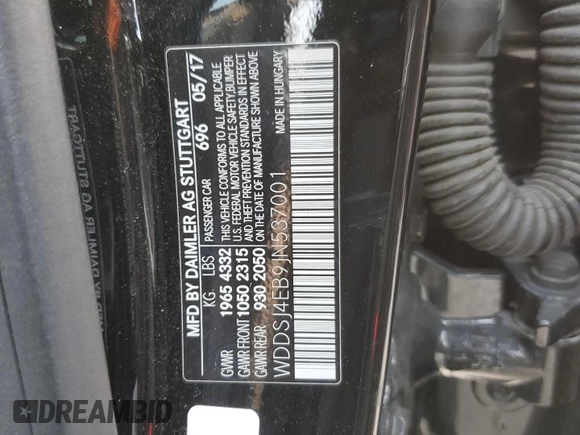 MFD BY DAIMLER AG STUTTGART
KG LBS PASSENGER CAR 696 05/17
GVWR 1965 4332 THIS VEHICLE CONFORMS TO ALL APPLICABLE
GAWR FRONT 1050 2315 U.S. FEDERAL MOTOR VEHICLE SAFETY, BUMPER
AND THEFT PREVENTION STANDARDS IN EFFECT
GAWR REAR 930 2050 ON THE DATE OF MANUFACTURE SHOWN ABOVE
MADE IN HUNGARY
WDDSJ4EB9JN537001
DREAMBID